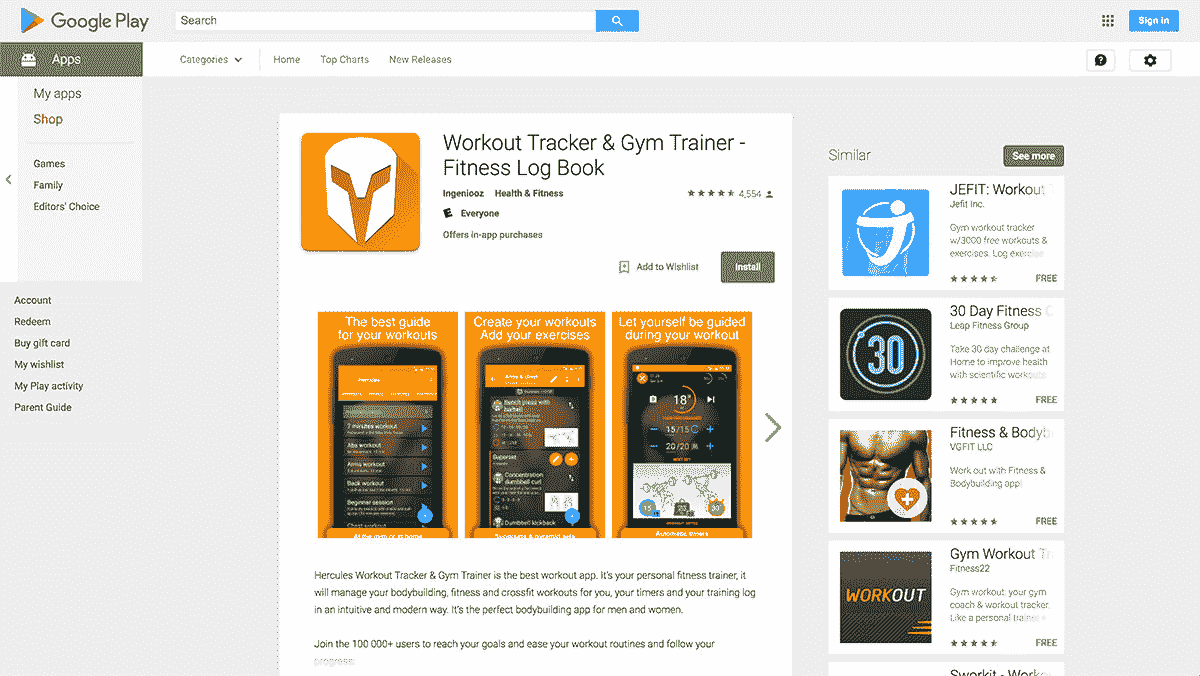 Google Play
Search
Sign in
Apps
Categories
Home
Top Charts
New Releases
My apps
Shop
Games
Family
Editors' Choice
Account
Redeem
Buy gift card
My wishlist
My Play activity
Parent Guide
Workout Tracker & Gym Trainer -
Fitness Log Book
Ingeniooz Health & Fitness
4,554
E Everyone
Offers in-app purchases
Add to Wishlist
Install
The best guide
for your workouts
7 minutes workout
Abs workout
Arms workout
Back workout
Beginner session
Chest workout
At the gym or at home
Create your workouts
Add your exercises
Bench press with
barbell
Superset
Concentration
dumbbell curl
Dumbbell kickback
Let yourself be guided
during your workout
18"
15/15
20/20
15
23
30
Automatic timers
Hercules Workout Tracker & Gym Trainer is the best workout app. It's your personal fitness trainer, it
will manage your bodybuilding, fitness and crossfit workouts for you, your timers and your training log
in an intuitive and modern way. It's the perfect bodybuilding app for men and women.
Join the 100 000+ users to reach your goals and ease your workout routines and follow your
progress.
Similar
See more
JEFIT: Workout T
Jefit Inc.
Gym workout tracker
w/3000 free workouts &
exercises. Log exercise
FREE
30
30 Day Fitness C
Leap Fitness Group
Take 30 day challenge at
Home to improve health
with scientific workouts
FREE
Fitness & Bodyb
VGFIT LLC
Work out with Fitness &
Bodybuilding app!
FREE
WORKOUT
Gym Workout Tr
Fitness22
Gym workout: your gym
coach & workout tracker.
Like a personal trainer
FREE
Sworkit - Worko